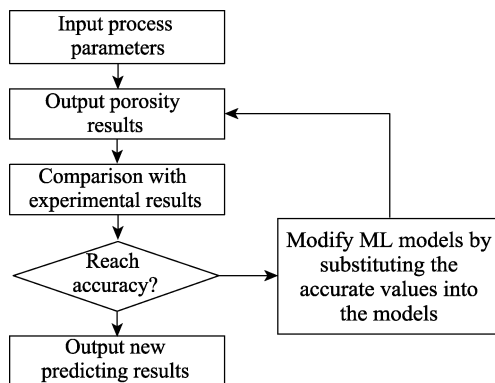 Input process
parameters
Output porosity
results
Comparison with
experimental results
Reach
accuracy?
Modify ML models by
substituting the
accurate values into
the models
Output new
predicting results